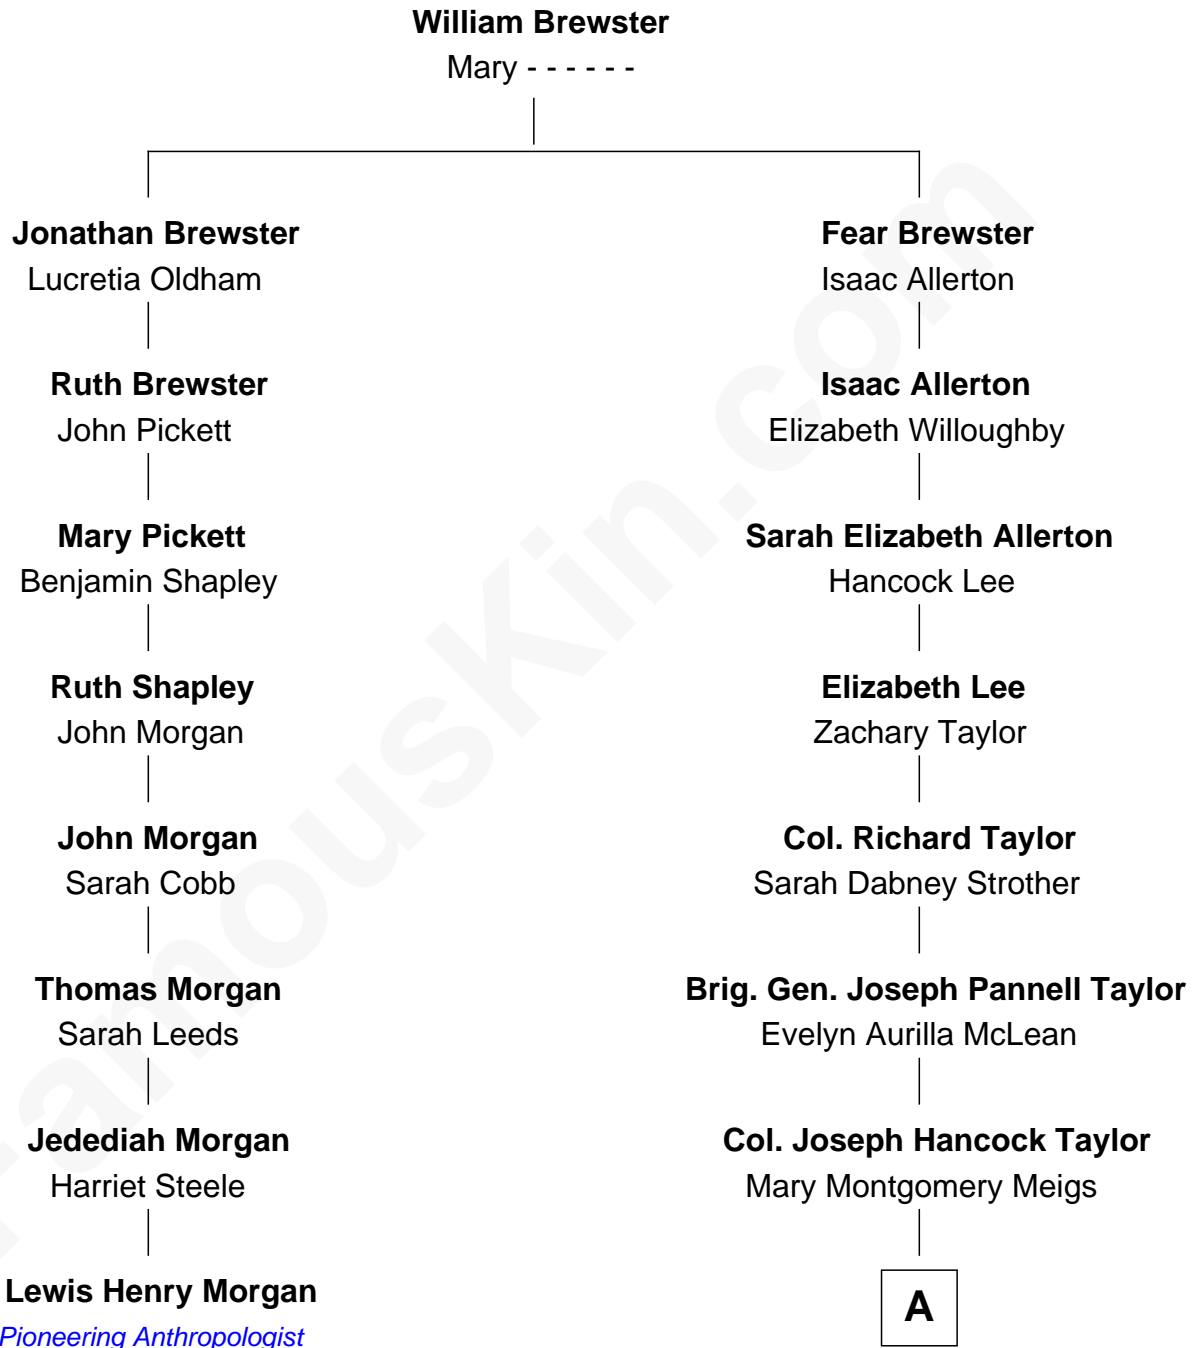 William Brewster
Mary - - - - - -
Jonathan Brewster
Lucretia Oldham
Fear Brewster
Isaac Allerton
Ruth Brewster
John Pickett
Isaac Allerton
Elizabeth Willoughby
Mary Pickett
Benjamin Shapley
Sarah Elizabeth Allerton
Hancock Lee
Ruth Shapley
John Morgan
Elizabeth Lee
Zachary Taylor
John Morgan
Sarah Cobb
Col. Richard Taylor
Sarah Dabney Strother
Thomas Morgan
Sarah Leeds
Brig. Gen. Joseph Pannell Taylor
Evelyn Aurilla McLean
Jedediah Morgan
Harriet Steele
Col. Joseph Hancock Taylor
Mary Montgomery Meigs
Lewis Henry Morgan
Pioneering Anthropologist
A
FamousKin.com